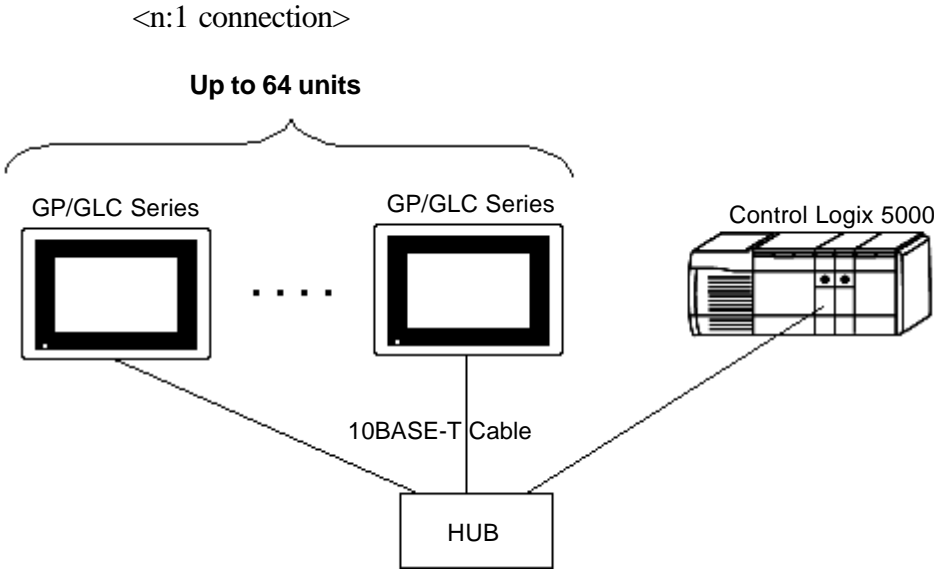 <n:1 connection>
Up to 64 units
GP/GLC Series
GP/GLC Series
Control Logix 5000
10BASE-T Cable
HUB